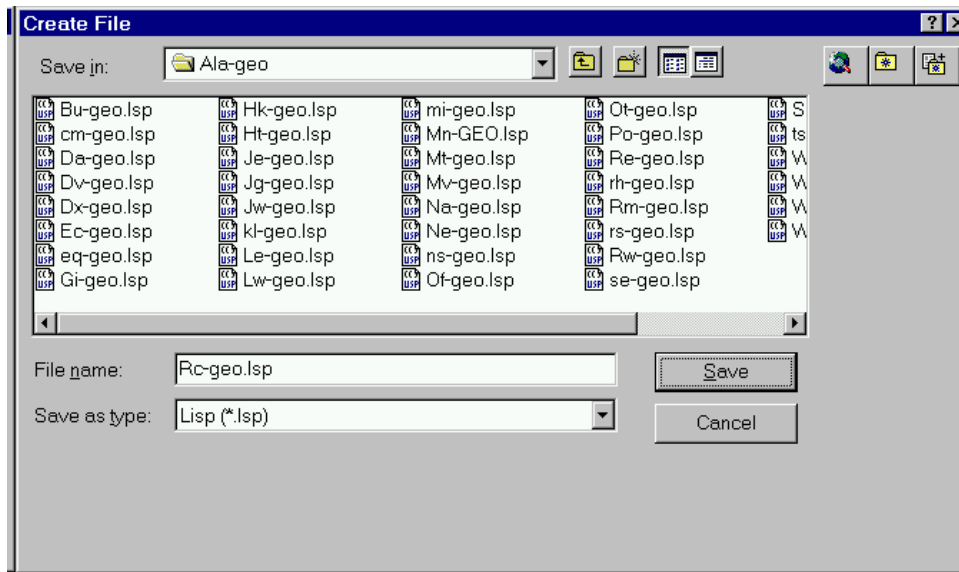 Create File
Save in: Ala-geo
Bu-geo.lsp Hk-geo.lsp mi-geo.lsp Ot-geo.lsp S
cm-geo.lsp Ht-geo.lsp Mn-GEO.lsp Po-geo.lsp ts
Da-geo.lsp Je-geo.lsp Mt-geo.lsp Re-geo.lsp W
Dv-geo.lsp Jg-geo.lsp Mv-geo.lsp rh-geo.lsp W
Dx-geo.lsp Jw-geo.lsp Na-geo.lsp Rm-geo.lsp W
Ec-geo.lsp kl-geo.lsp Ne-geo.lsp rs-geo.lsp W
eq-geo.lsp Le-geo.lsp ns-geo.lsp Rw-geo.lsp
Gi-geo.lsp Lw-geo.lsp Of-geo.lsp se-geo.lsp
File name: Rc-geo.lsp Save
Save as type: Lisp (*.lsp) Cancel